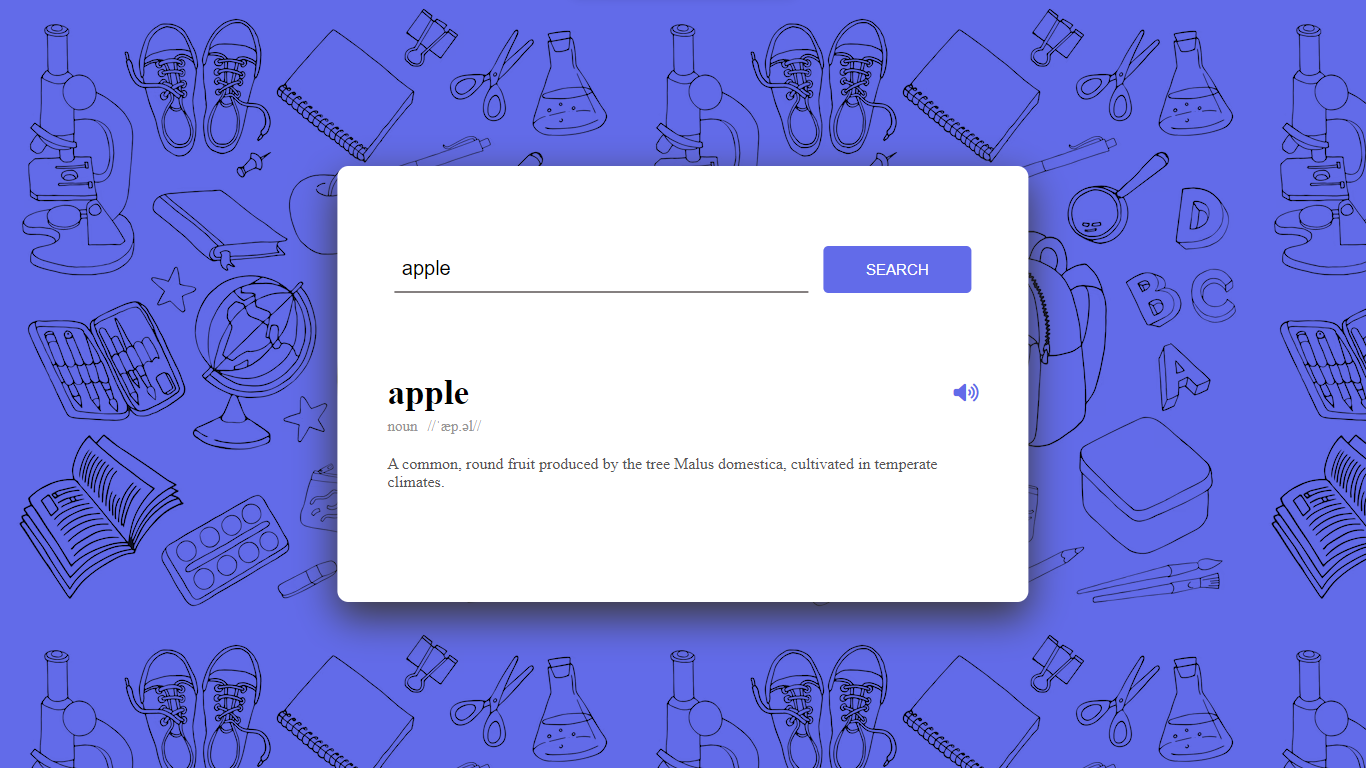 apple
SEARCH
apple
noun //ˈæp.əl//
A common, round fruit produced by the tree Malus domestica, cultivated in temperate
climates.
D
B C
A